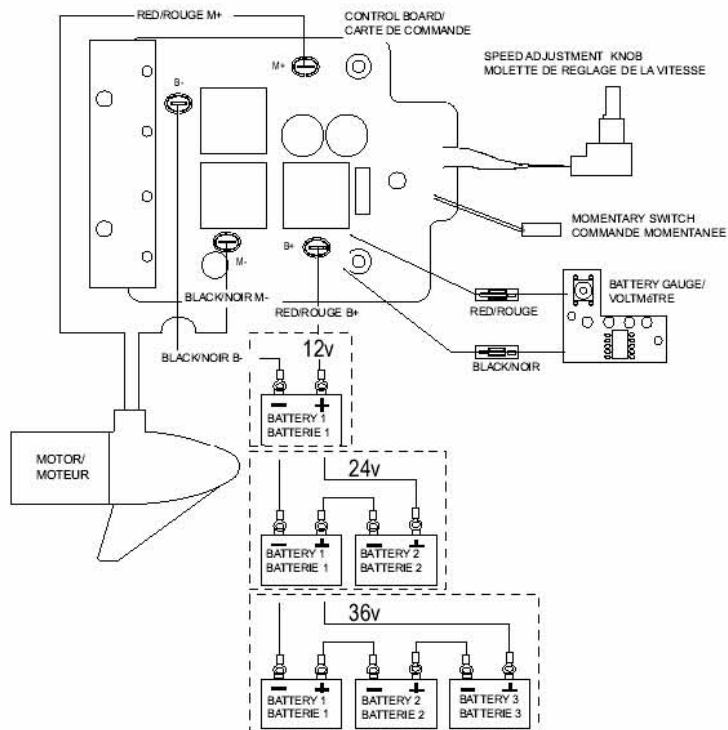 RED/ROUGE M+
CONTROL BOARD/
CARTE DE COMMANDE
SPEED ADJUSTMENT KNOB
MOLETTE DE REGLAGE DE LA VITESSE
M+
B-
MOMENTARY SWITCH
COMMANDE MOMENTANEE
B+
M-
BATTERY GAUGE/
VOLTMéTRE
RED/ROUGE
BLACK/NOIR M-
RED/ROUGE B+
BLACK/NOIR B-
BLACK/NOIR
12v
- +
BATTERY 1
BATTERIE 1
MOTOR/
MOTEUR
24v
- + - +
BATTERY 1 BATTERY 2
BATTERIE 1 BATTERIE 2
36v
- + - + - +
BATTERY 1 BATTERY 2 BATTERY 3
BATTERIE 1 BATTERIE 2 BATTERIE 3